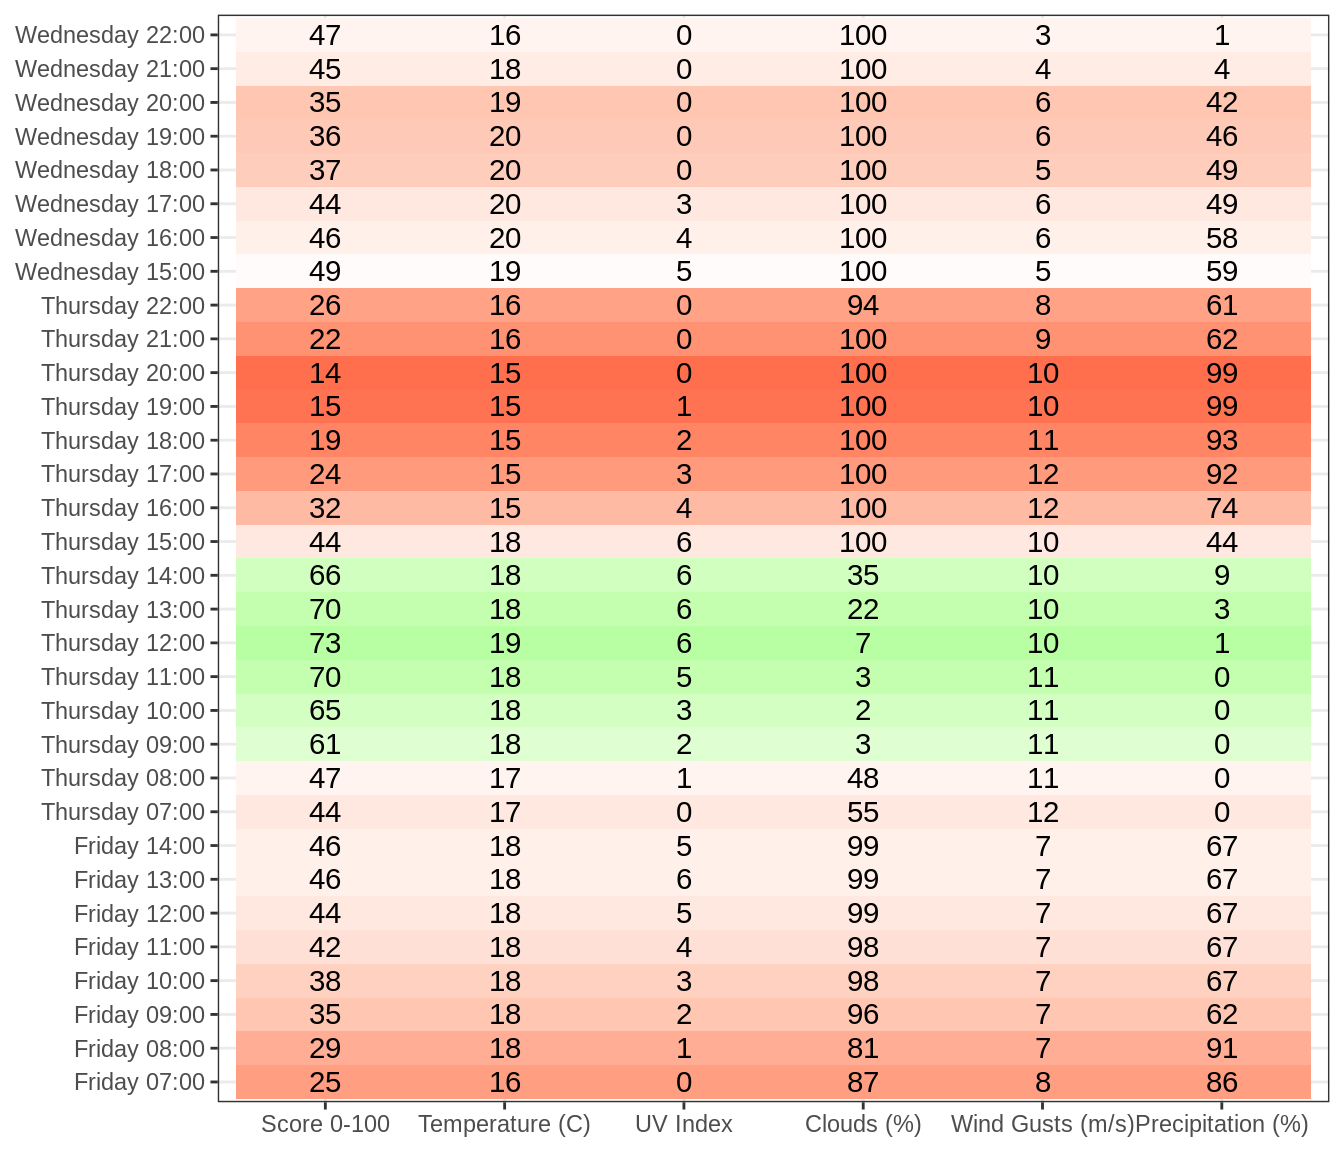 Wednesday 22:00 47 16 0 100 3 1
Wednesday 21:00 45 18 0 100 4 4
Wednesday 20:00 35 19 0 100 6 42
Wednesday 19:00 36 20 0 100 6 46
Wednesday 18:00 37 20 0 100 5 49
Wednesday 17:00 44 20 3 100 6 49
Wednesday 16:00 46 20 4 100 6 58
Wednesday 15:00 49 19 5 100 5 59
Thursday 22:00 26 16 0 94 8 61
Thursday 21:00 22 16 0 100 9 62
Thursday 20:00 14 15 0 100 10 99
Thursday 19:00 15 15 1 100 10 99
Thursday 18:00 19 15 2 100 11 93
Thursday 17:00 24 15 3 100 12 92
Thursday 16:00 32 15 4 100 12 74
Thursday 15:00 44 18 6 100 10 44
Thursday 14:00 66 18 6 35 10 9
Thursday 13:00 70 18 6 22 10 3
Thursday 12:00 73 19 6 7 10 1
Thursday 11:00 70 18 5 3 11 0
Thursday 10:00 65 18 3 2 11 0
Thursday 09:00 61 18 2 3 11 0
Thursday 08:00 47 17 1 48 11 0
Thursday 07:00 44 17 0 55 12 0
Friday 14:00 46 18 5 99 7 67
Friday 13:00 46 18 6 99 7 67
Friday 12:00 44 18 5 99 7 67
Friday 11:00 42 18 4 98 7 67
Friday 10:00 38 18 3 98 7 67
Friday 09:00 35 18 2 96 7 62
Friday 08:00 29 18 1 81 7 91
Friday 07:00 25 16 0 87 8 86
Score 0-100 Temperature (C) UV Index Clouds (%) Wind Gusts (m/s) Precipitation (%)